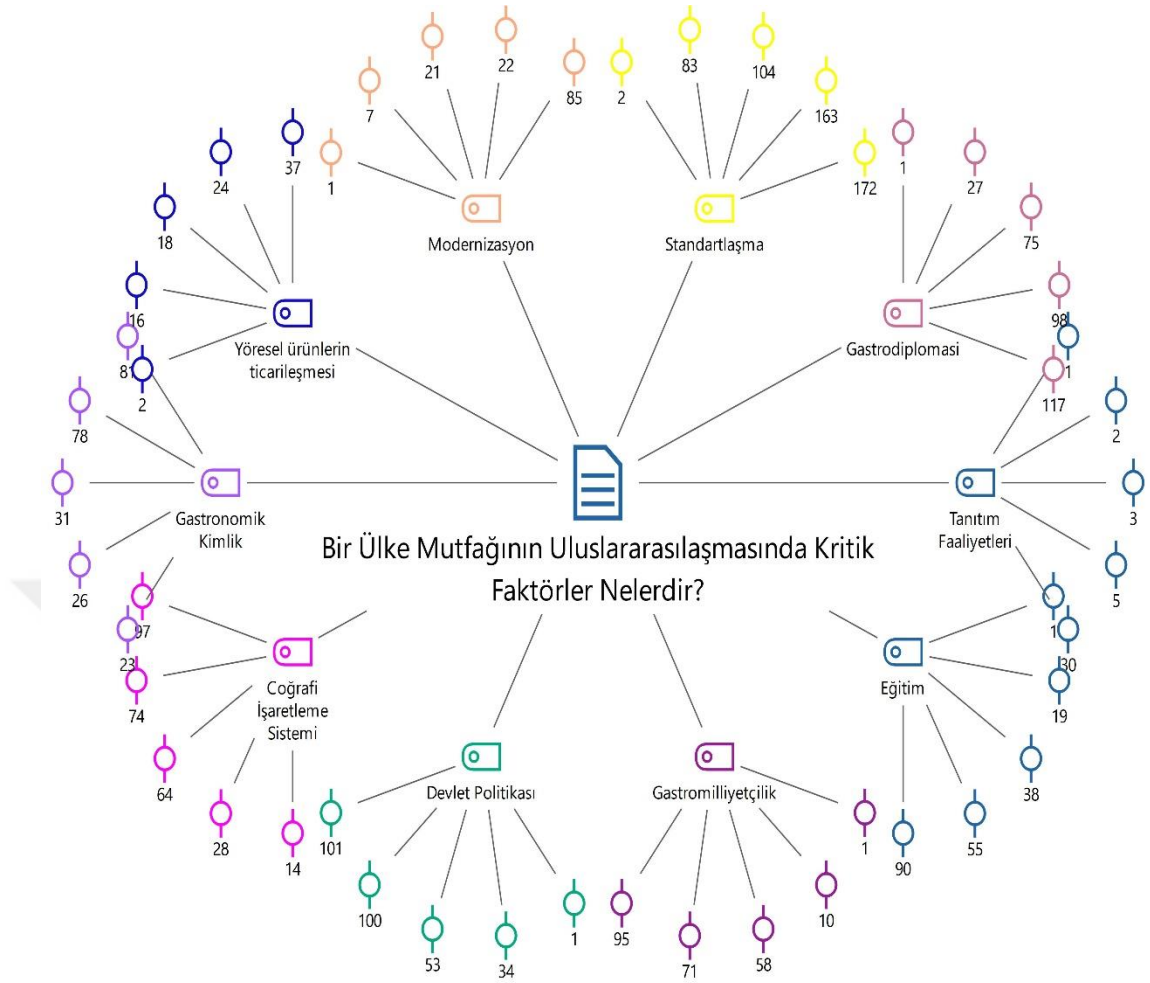 21
22
83
7
85
2
104
163
1
37
24
172
1
27
18
Modernizasyon
Standartlaşma
75
16
98
Yöresel ürünlerin
ticarileşmesi
Gastrodiplomasi
81
2
1
117
78
2
31
Gastronomik
Kimlik
Tanıtım
Faaliyetleri
3
Bir Ülke Mutfağının Uluslararasılaşmasında Kritik
Faktörler Nelerdir?
26
5
97
1
23
30
74
Coğrafi
İşaretleme
Sistemi
Eğitim
19
64
38
Devlet Politikası
Gastromilliyetçilik
28
14
101
1
90
55
100
10
53
34
1
95
71
58